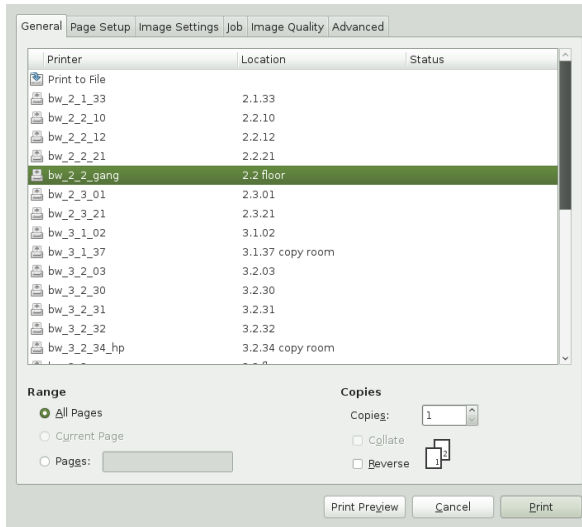 General Page Setup Image Settings Job Image Quality Advanced
Printer Location Status
Print to File
bw_2_1_33 2.1.33
bw_2_2_10 2.2.10
bw_2_2_12 2.2.12
bw_2_2_21 2.2.21
bw_2_2_gang 2.2 floor
bw_2_3_01 2.3.01
bw_2_3_21 2.3.21
bw_3_1_02 3.1.02
bw_3_1_37 3.1.37 copy room
bw_3_2_03 3.2.03
bw_3_2_30 3.2.30
bw_3_2_31 3.2.31
bw_3_2_32 3.2.32
bw_3_2_34_hp 3.2.34 copy room
Range Copies
All Pages Copies: 1
Current Page Collate
Pages: Reverse
1 2
Print Preview Cancel Print